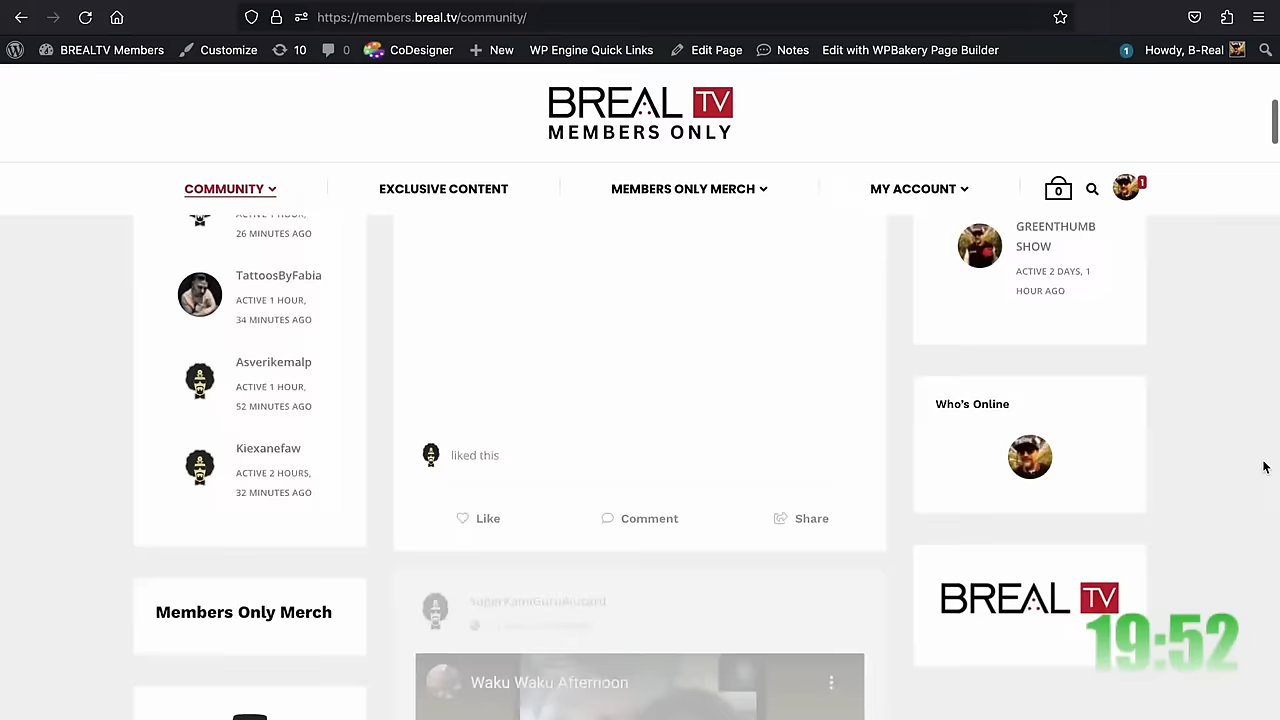 https://members.breal.tv/community/
BREALTV Members
Customize
10
0
CoDesigner
New
WP Engine Quick Links
Edit Page
Notes
Edit with WPBakery Page Builder
1
Howdy, B-Real
BREAL TV
MEMBERS ONLY
COMMUNITY
EXCLUSIVE CONTENT
MEMBERS ONLY MERCH
MY ACCOUNT
0
1
ACTIVE 1 HOUR,
26 MINUTES AGO
TattoosByFabia
ACTIVE 1 HOUR,
34 MINUTES AGO
Asverikemalp
ACTIVE 1 HOUR,
52 MINUTES AGO
Kiexanefaw
ACTIVE 2 HOURS,
32 MINUTES AGO
Members Only Merch
liked this
Like
Comment
Share
Waku Waku Afternoon
GREENTHUMB
SHOW
ACTIVE 2 DAYS, 1
HOUR AGO
Who's Online
BREAL TV
19:52